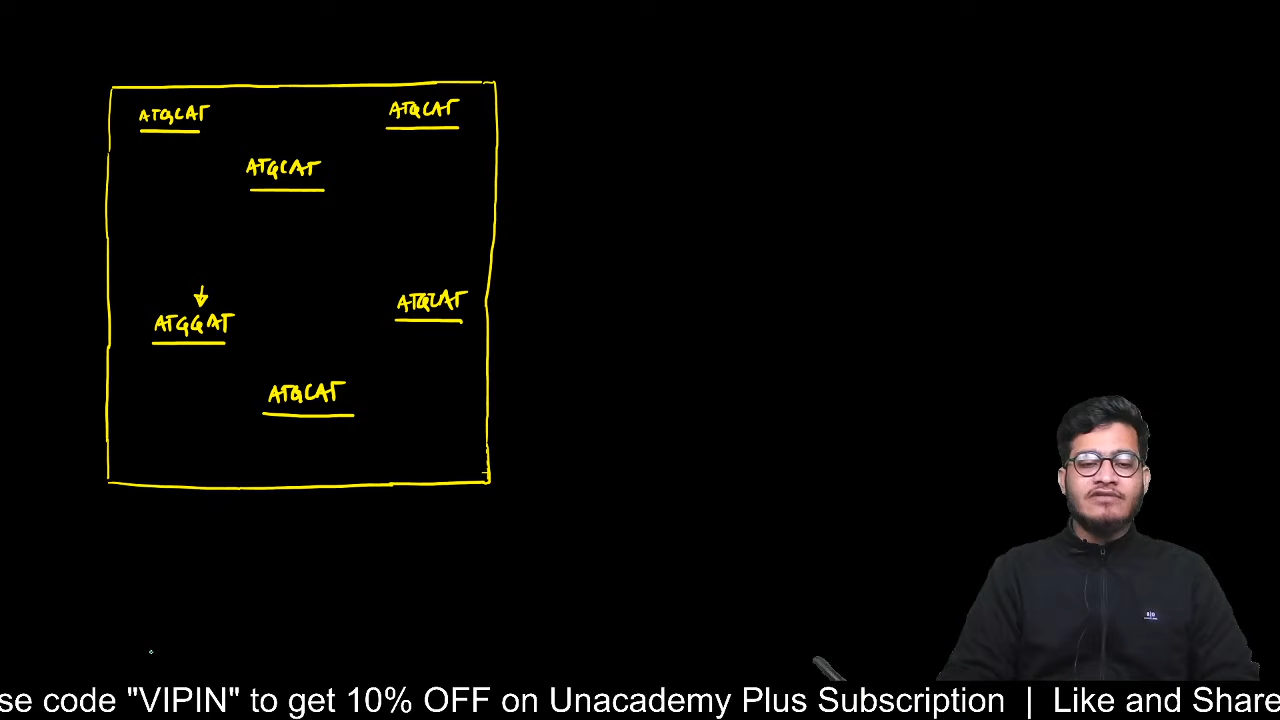 ATGCAT
ATGCAT
ATGCAT
ATGGAT
ATGCAT
ATGCAT
se code "VIPIN" to get 10% OFF on Unacademy Plus Subscription | Like and Share